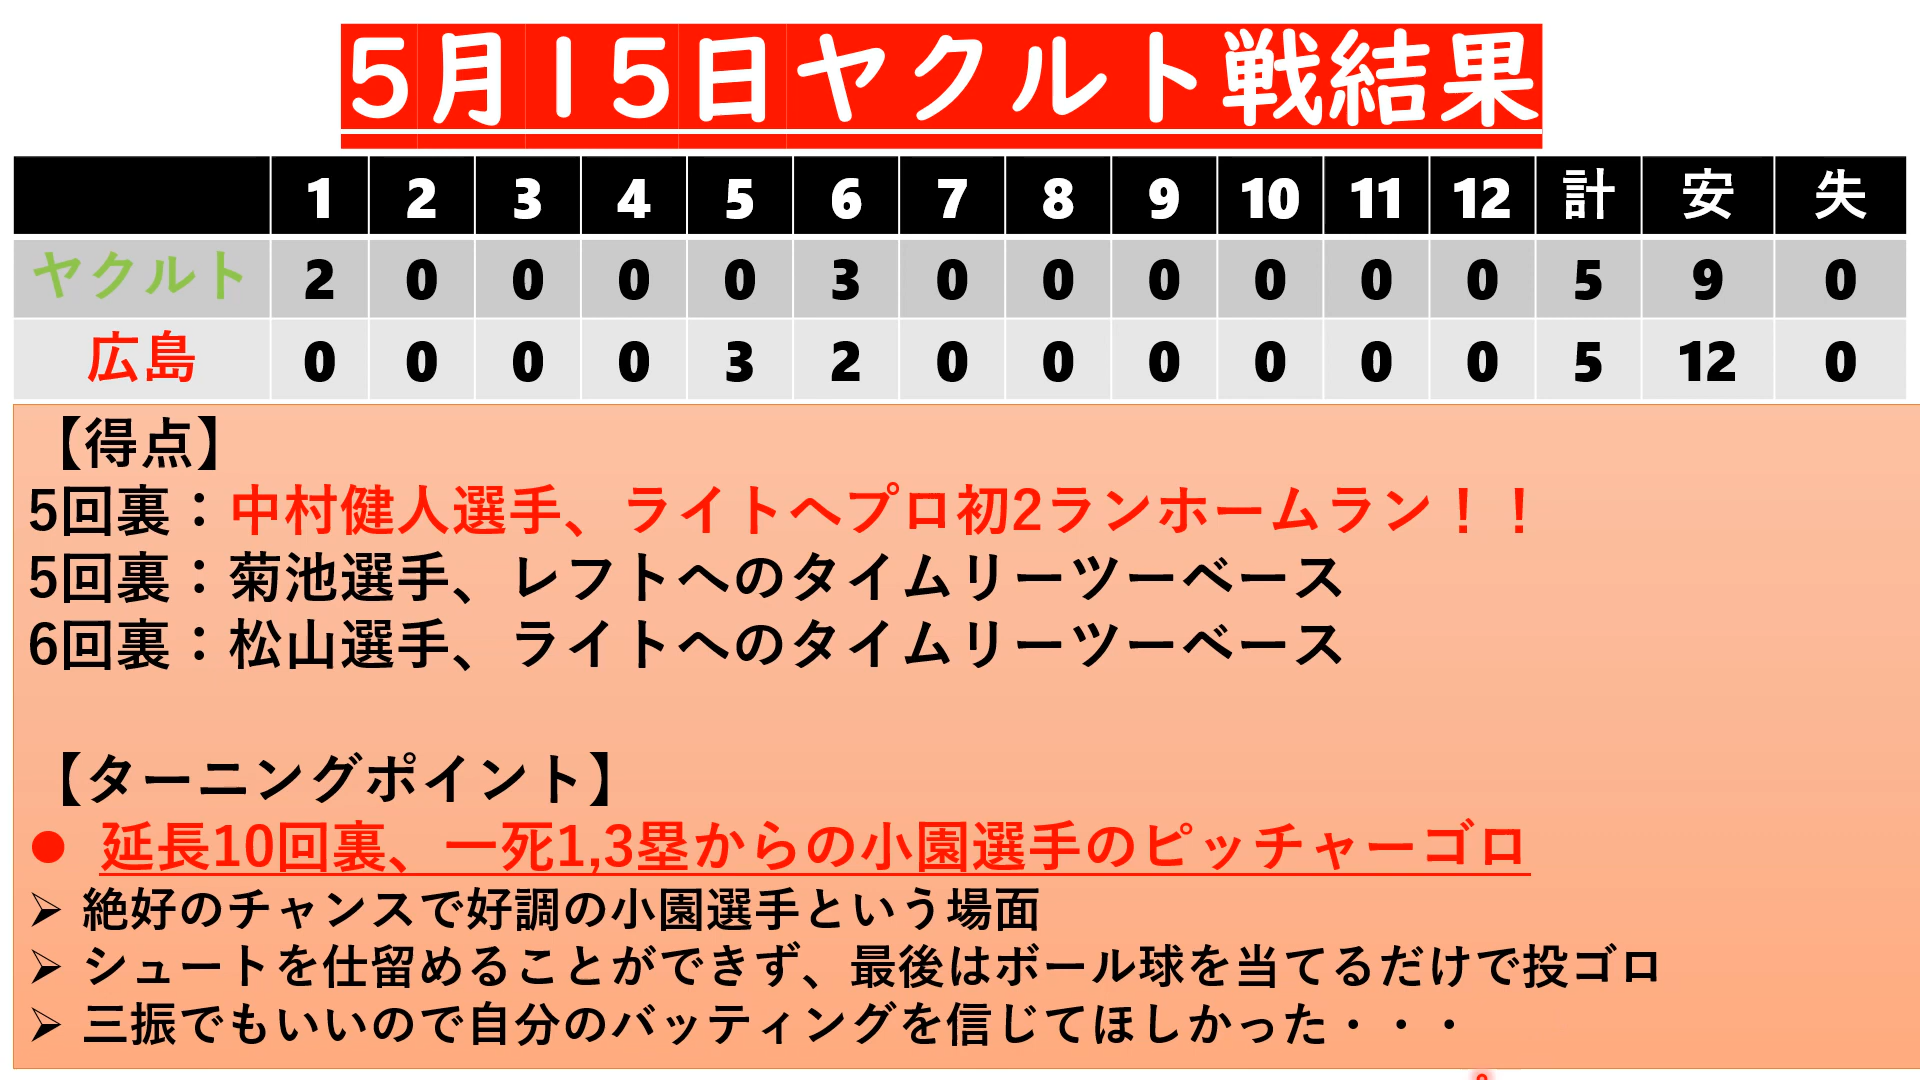 5月15日ヤクルト戦結果
1 2 3 4 5 6 7 8 9 10 11 12 計 安 失
ヤクルト 2 0 0 0 0 3 0 0 0 0 0 0 5 9 0
広島 0 0 0 0 3 2 0 0 0 0 0 0 5 12 0
【得点】
5回裏：中村健人選手、ライトへプロ初2ランホームラン！！
5回裏：菊池選手、レフトへのタイムリーツーベース
6回裏：松山選手、ライトへのタイムリーツーベース
【ターニングポイント】
● 延長10回裏、一死1,3塁からの小園選手のピッチャーゴロ
➢ 絶好のチャンスで好調の小園選手という場面
➢ シュートを仕留めることができず、最後はボール球を当てるだけで投ゴロ
➢ 三振でもいいので自分のバッティングを信じてほしかった・・・